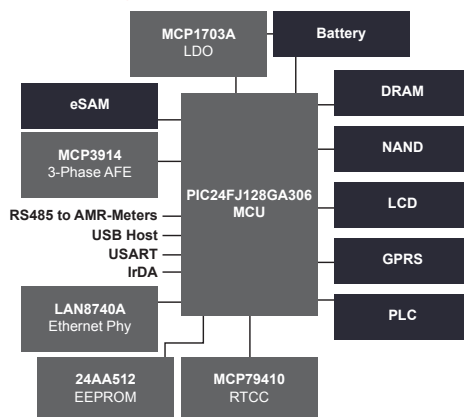 MCP1703A
LDO
Battery
eSAM
MCP3914
3-Phase AFE
RS485 to AMR-Meters
USB Host
USART
IrDA
LAN8740A
Ethernet Phy
24AA512
EEPROM
MCP79410
RTCC
PIC24FJ128GA306
MCU
DRAM
NAND
LCD
GPRS
PLC